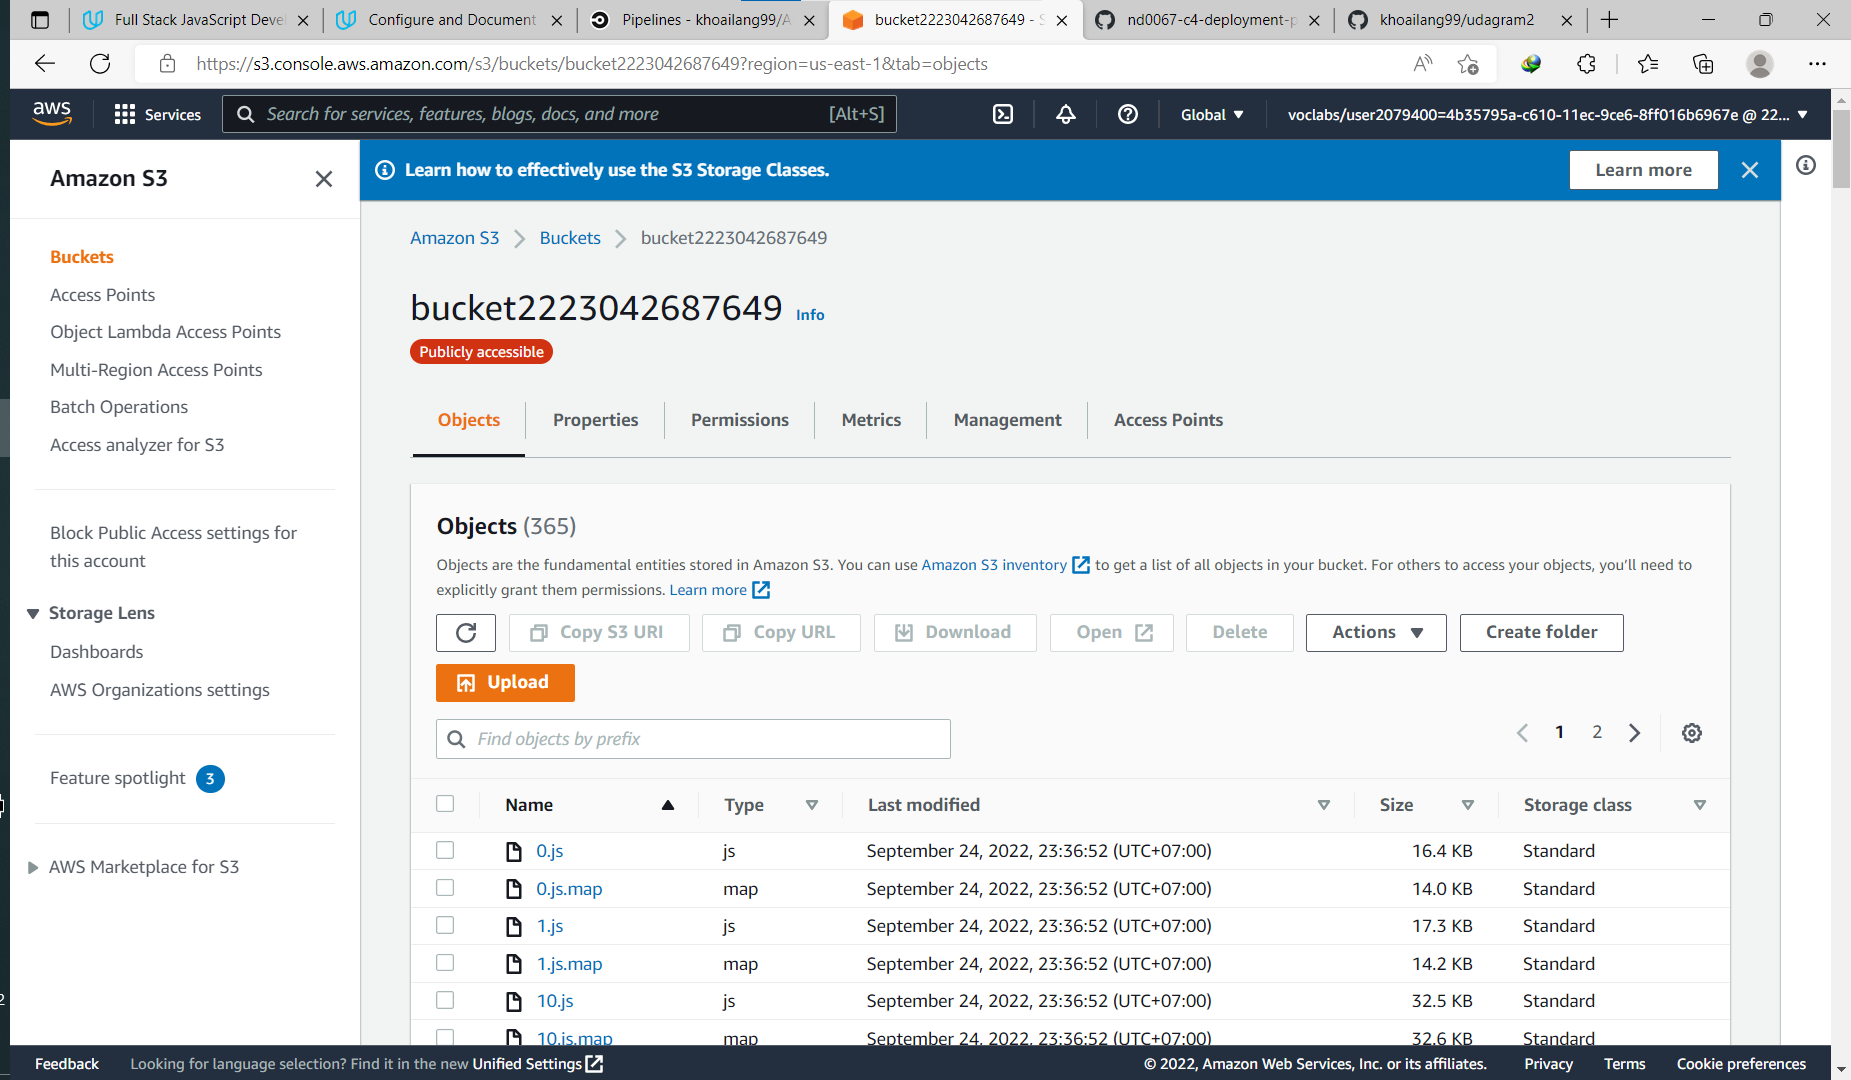 Full Stack JavaScript Deve
Configure and Document
Pipelines - khoailang99/A
bucket2223042687649 - S
nd0067-c4-deployment-p
khoailang99/udagram2
https://s3.console.aws.amazon.com/s3/buckets/bucket2223042687649?region=us-east-1&tab=objects
aws
Services
Search for services, features, blogs, docs, and more
[Alt+S]
Global
voclabs/user2079400=4b35795a-c610-11ec-9ce6-8ff016b6967e @ 22...
Amazon S3
Learn how to effectively use the S3 Storage Classes.
Learn more
Buckets
Access Points
Object Lambda Access Points
Multi-Region Access Points
Batch Operations
Access analyzer for S3
Block Public Access settings for
this account
Storage Lens
Dashboards
AWS Organizations settings
Feature spotlight 3
AWS Marketplace for S3
Amazon S3 Buckets bucket2223042687649
bucket2223042687649 Info
Publicly accessible
Objects Properties Permissions Metrics Management Access Points
Objects (365)
Objects are the fundamental entities stored in Amazon S3. You can use Amazon S3 inventory to get a list of all objects in your bucket. For others to access your objects, you'll need to
explicitly grant them permissions. Learn more
Copy S3 URI Copy URL Download Open Delete Actions Create folder
Upload
Find objects by prefix
1 2
Name Type Last modified Size Storage class
0.js js September 24, 2022, 23:36:52 (UTC+07:00) 16.4 KB Standard
0.js.map map September 24, 2022, 23:36:52 (UTC+07:00) 14.0 KB Standard
1.js js September 24, 2022, 23:36:52 (UTC+07:00) 17.3 KB Standard
1.js.map map September 24, 2022, 23:36:52 (UTC+07:00) 14.2 KB Standard
10.js js September 24, 2022, 23:36:52 (UTC+07:00) 32.5 KB Standard
10.js.map map September 24, 2022, 23:36:52 (UTC+07:00) 32.6 KB Standard
Feedback Looking for language selection? Find it in the new Unified Settings
© 2022, Amazon Web Services, Inc. or its affiliates. Privacy Terms Cookie preferences